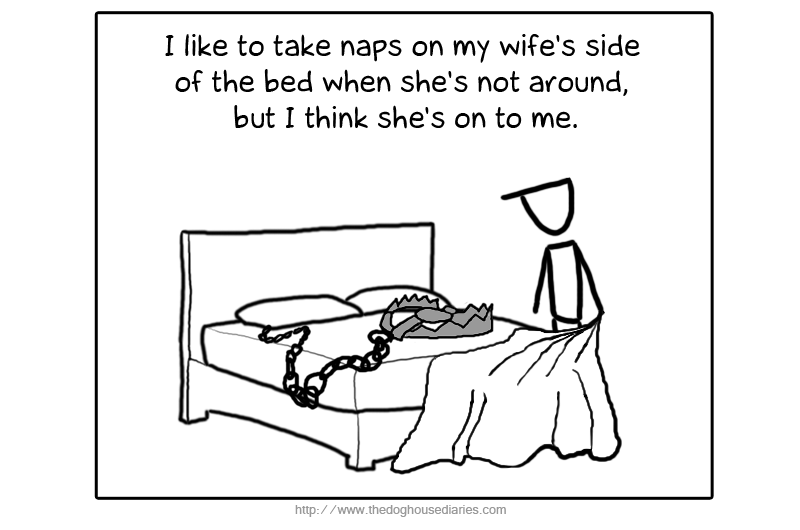 I like to take naps on my wife's side
of the bed when she's not around,
but I think she's on to me.
http://www.thedoghousediaries.com